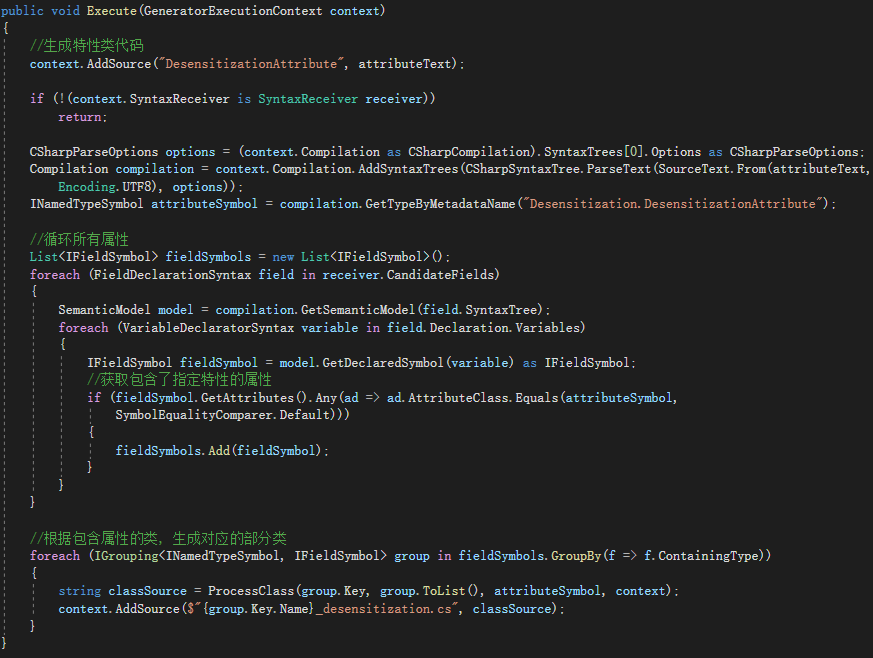 public void Execute(GeneratorExecutionContext context)
{
//生成特性类代码
context.AddSource("DesensitizationAttribute", attributeText);
if (!(context.SyntaxReceiver is SyntaxReceiver receiver))
return;
CSharpParseOptions options = (context.Compilation as CSharpCompilation).SyntaxTrees[0].Options as CSharpParseOptions;
Compilation compilation = context.Compilation.AddSyntaxTrees(CSharpSyntaxTree.ParseText(SourceText.From(attributeText,
Encoding.UTF8), options));
INamedTypeSymbol attributeSymbol = compilation.GetTypeByMetadataName("Desensitization.DesensitizationAttribute");
//循环所有属性
List<IFieldSymbol> fieldSymbols = new List<IFieldSymbol>();
foreach (FieldDeclarationSyntax field in receiver.CandidateFields)
{
SemanticModel model = compilation.GetSemanticModel(field.SyntaxTree);
foreach (VariableDeclaratorSyntax variable in field.Declaration.Variables)
{
IFieldSymbol fieldSymbol = model.GetDeclaredSymbol(variable) as IFieldSymbol;
//获取包含了指定特性的属性
if (fieldSymbol.GetAttributes().Any(ad => ad.AttributeClass.Equals(attributeSymbol,
SymbolEqualityComparer.Default)))
{
fieldSymbols.Add(fieldSymbol);
}
}
}
//根据包含属性的类，生成对应的部分类
foreach (IGrouping<INamedTypeSymbol, IFieldSymbol> group in fieldSymbols.GroupBy(f => f.ContainingType))
{
string classSource = ProcessClass(group.Key, group.ToList(), attributeSymbol, context);
context.AddSource($"{group.Key.Name}_desensitization.cs", classSource);
}
}